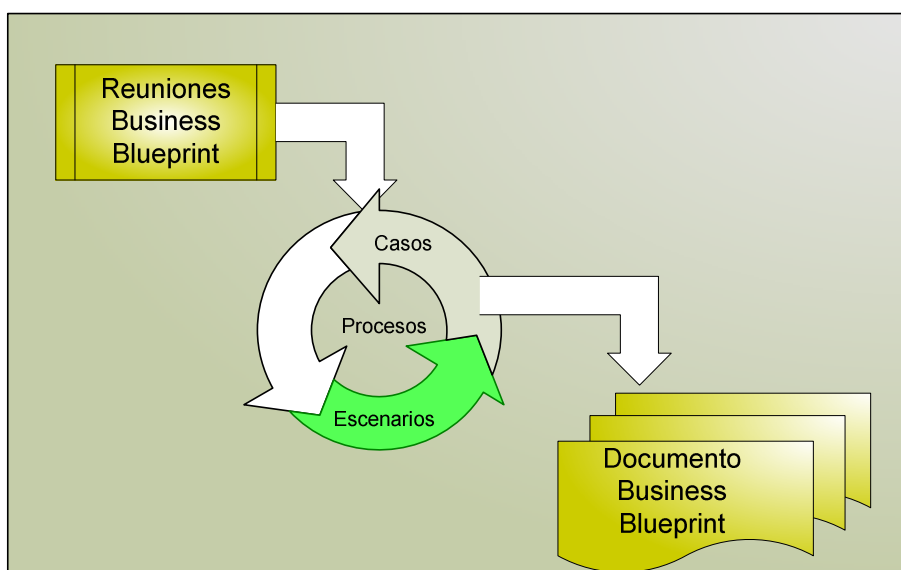 Reuniones
Business
Blueprint
Casos
Procesos
Escenarios
Documento
Business
Blueprint